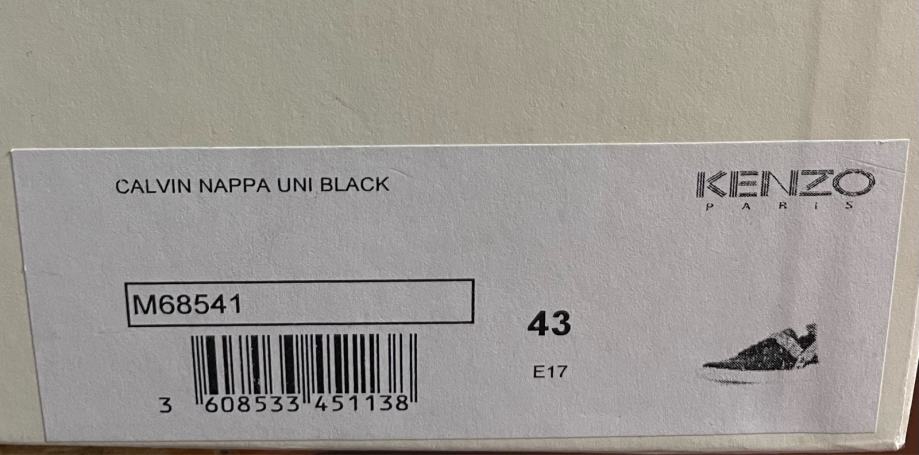 CALVIN NAPPA UNI BLACK
KENZO
PARIS
M68541
43
E17
3 608533 451138